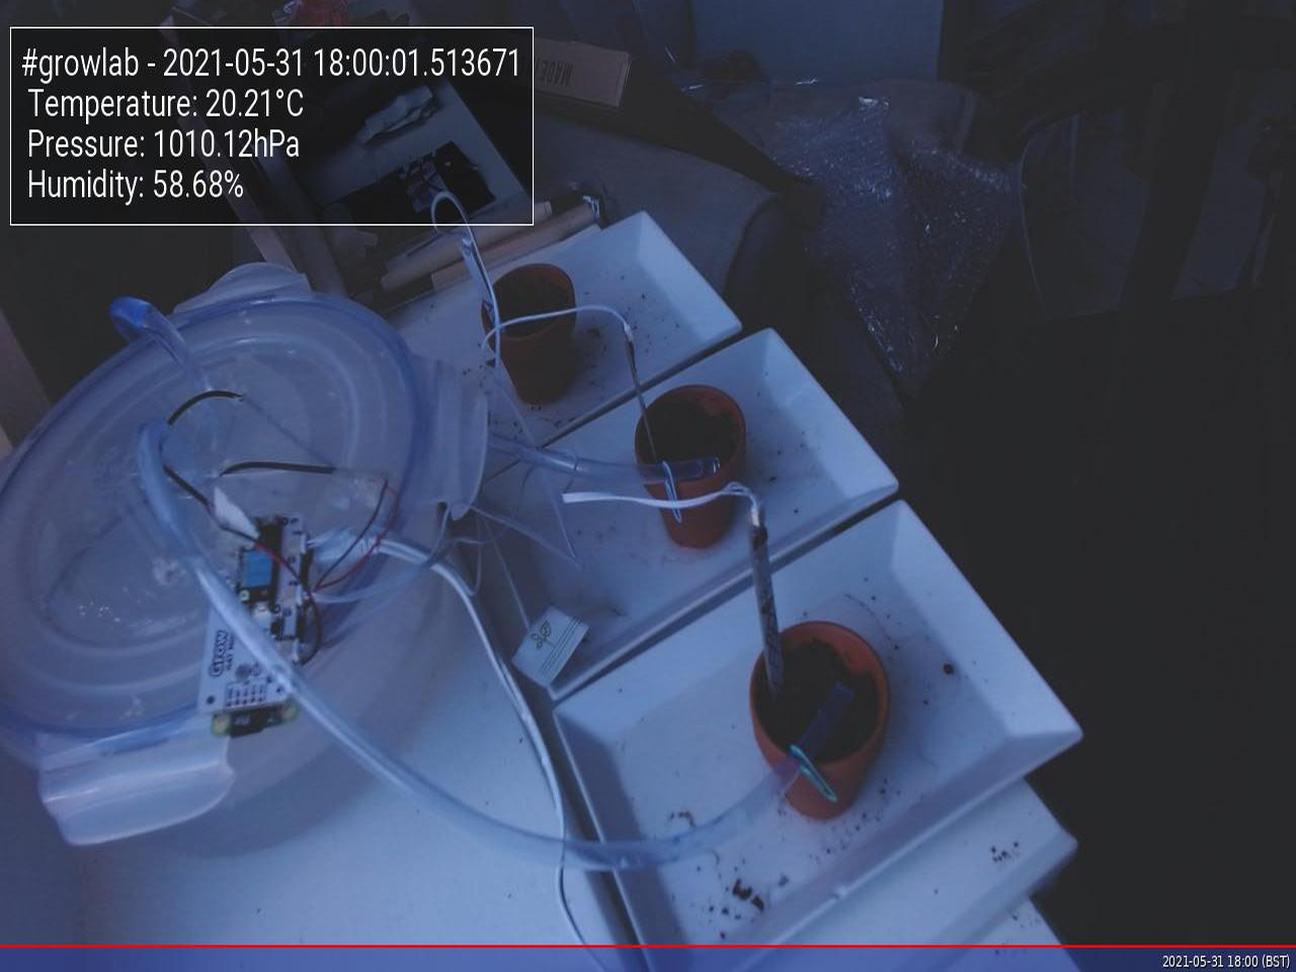 #growlab - 2021-05-31 18:00:01.513671
Temperature: 20.21°C
Pressure: 1010.12hPa
Humidity: 58.68%
GROW
2021-05-31 18:00 (BST)